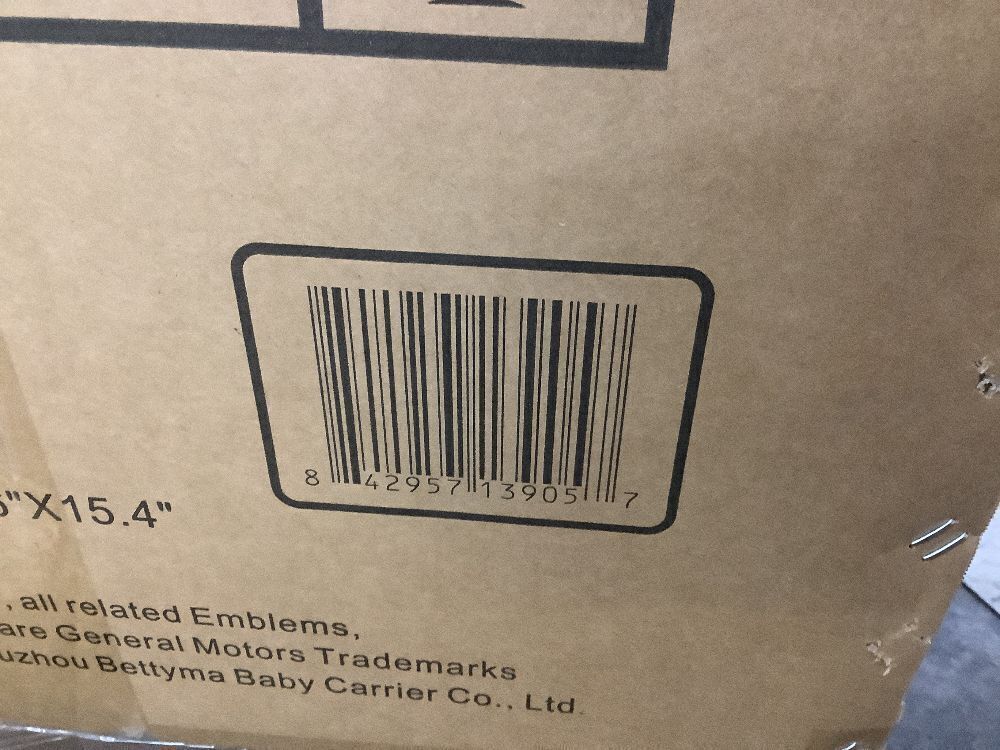 8 42957 13905 7
"X15.4"
, all related Emblems,
are General Motors Trademarks
uzhou Bettyma Baby Carrier Co., Ltd.